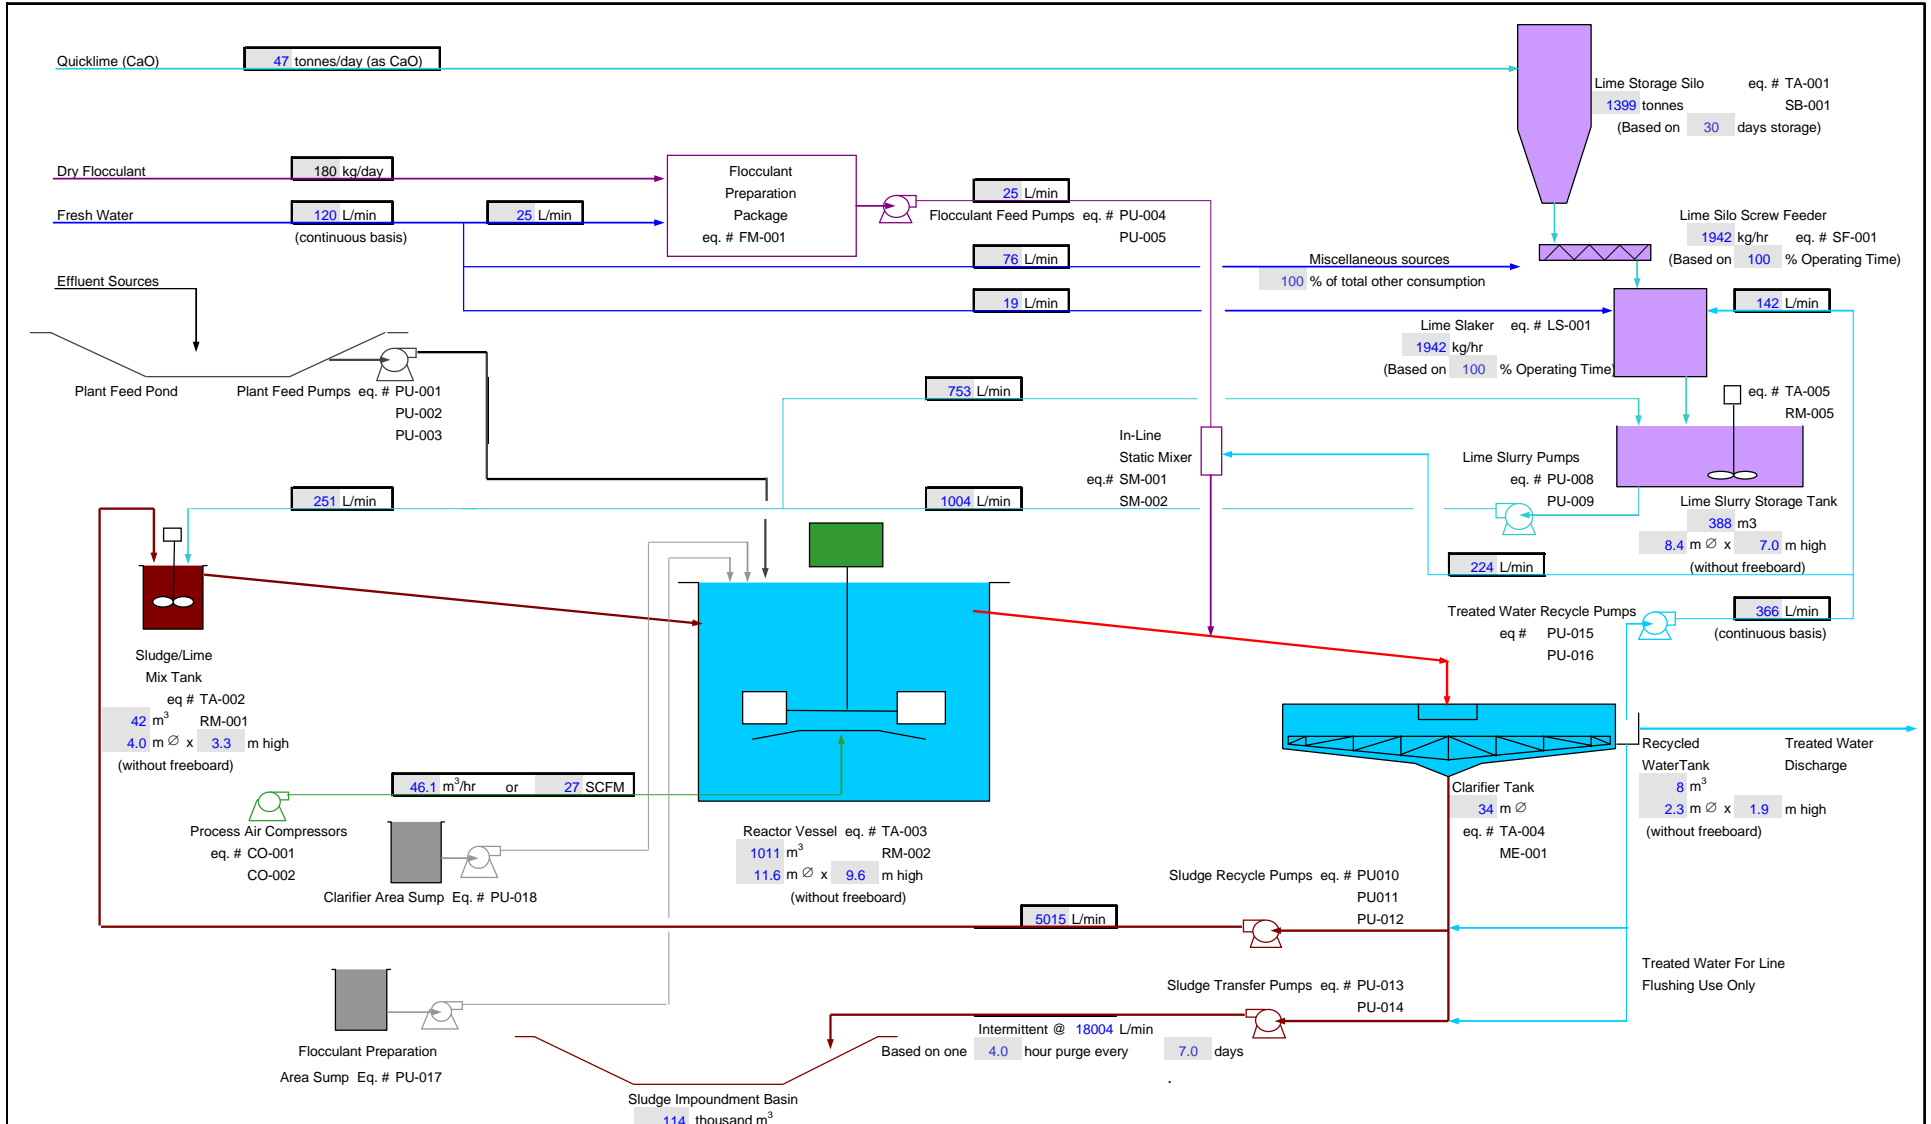 Quicklime (CaO) 47 tonnes/day (as CaO)
Lime Storage Silo eq. # TA-001
1399 tonnes SB-001
(Based on 30 days storage)
Dry Flocculant 180 kg/day
Flocculant
Preparation
Package
eq. # FM-001
Fresh Water 120 L/min 25 L/min
(continuous basis)
25 L/min
Flocculant Feed Pumps eq. # PU-004
PU-005
Lime Silo Screw Feeder
1942 kg/hr eq. # SF-001
(Based on 100 % Operating Time)
76 L/min
Miscellaneous sources
100 % of total other consumption
Effluent Sources
19 L/min
142 L/min
Lime Slaker eq. # LS-001
1942 kg/hr
(Based on 100 % Operating Time)
Plant Feed Pond
Plant Feed Pumps eq. # PU-001
PU-002
PU-003
753 L/min
eq. # TA-005
RM-005
In-Line
Static Mixer
eq.# SM-001
SM-002
Lime Slurry Pumps
eq. # PU-008
PU-009
251 L/min
1004 L/min
Lime Slurry Storage Tank
388 m3
8.4 m ∅ x 7.0 m high
(without freeboard)
224 L/min
Treated Water Recycle Pumps
eq # PU-015
PU-016
366 L/min
(continuous basis)
Sludge/Lime
Mix Tank
eq # TA-002
42 m³ RM-001
4.0 m ∅ x 3.3 m high
(without freeboard)
46.1 m³/hr or 27 SCFM
Process Air Compressors
eq. # CO-001
CO-002
Clarifier Area Sump Eq. # PU-018
Reactor Vessel eq. # TA-003
1011 m³ RM-002
11.6 m ∅ x 9.6 m high
(without freeboard)
Clarifier Tank
34 m ∅
eq. # TA-004
ME-001
Recycled
WaterTank
8 m³
2.3 m ∅ x 1.9 m high
(without freeboard)
Treated Water
Discharge
Sludge Recycle Pumps eq. # PU010
PU011
PU-012
5015 L/min
Treated Water For Line
Flushing Use Only
Sludge Transfer Pumps eq. # PU-013
PU-014
Intermittent @ 18004 L/min
Based on one 4.0 hour purge every 7.0 days
.
Flocculant Preparation
Area Sump Eq. # PU-017
Sludge Impoundment Basin
114 thousand m³